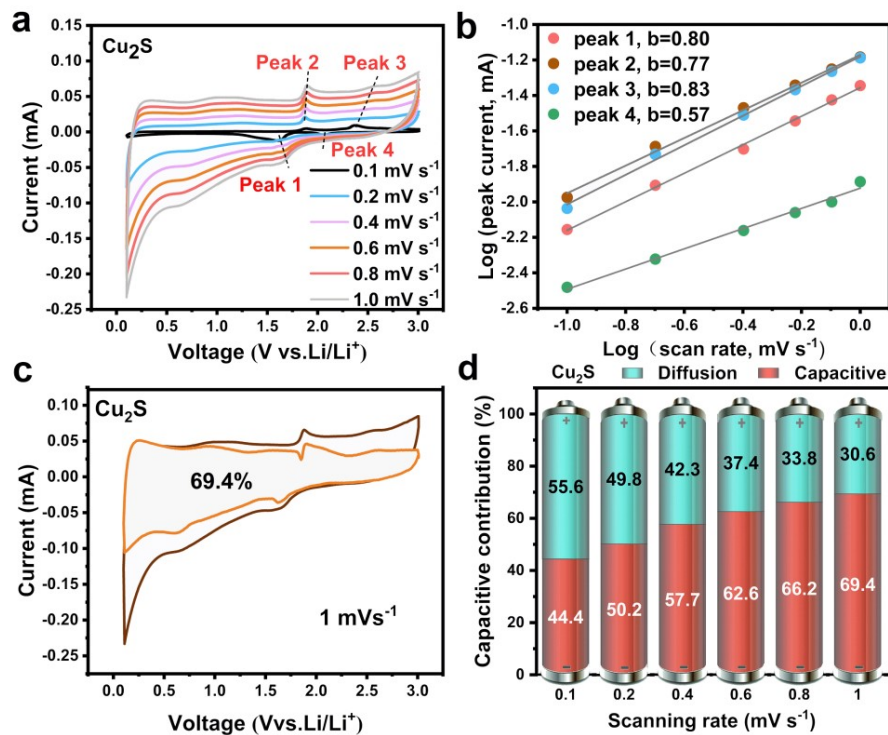 a
Cu2S
Peak 2
Peak 3
Peak 4
Peak 1
0.1 mV s-1
0.2 mV s-1
0.4 mV s-1
0.6 mV s-1
0.8 mV s-1
1.0 mV s-1
0.15
0.10
0.05
0.00
-0.05
-0.10
-0.15
-0.20
-0.25
Current (mA)
0.0 0.5 1.0 1.5 2.0 2.5 3.0
Voltage (V vs.Li/Li+)
b
peak 1, b=0.80
peak 2, b=0.77
peak 3, b=0.83
peak 4, b=0.57
-1.0
-1.2
-1.4
-1.6
-1.8
-2.0
-2.2
-2.4
-2.6
Log (peak current, mA)
-1.0 -0.8 -0.6 -0.4 -0.2 0.0
Log（scan rate, mV s-1)
c
Cu2S
69.4%
1 mVs-1
0.10
0.05
0.00
-0.05
-0.10
-0.15
-0.20
-0.25
Current (mA)
0.0 0.5 1.0 1.5 2.0 2.5 3.0
Voltage (Vvs.Li/Li+)
d
Cu2S Diffusion Capacitive
100
80
60
40
20
0
Capacitive contribution (%)
+ + + + + +
55.6 49.8 42.3 37.4 33.8 30.6
44.4 50.2 57.7 62.6 66.2 69.4
- - - - - -
0.1 0.2 0.4 0.6 0.8 1
Scanning rate (mV s-1)